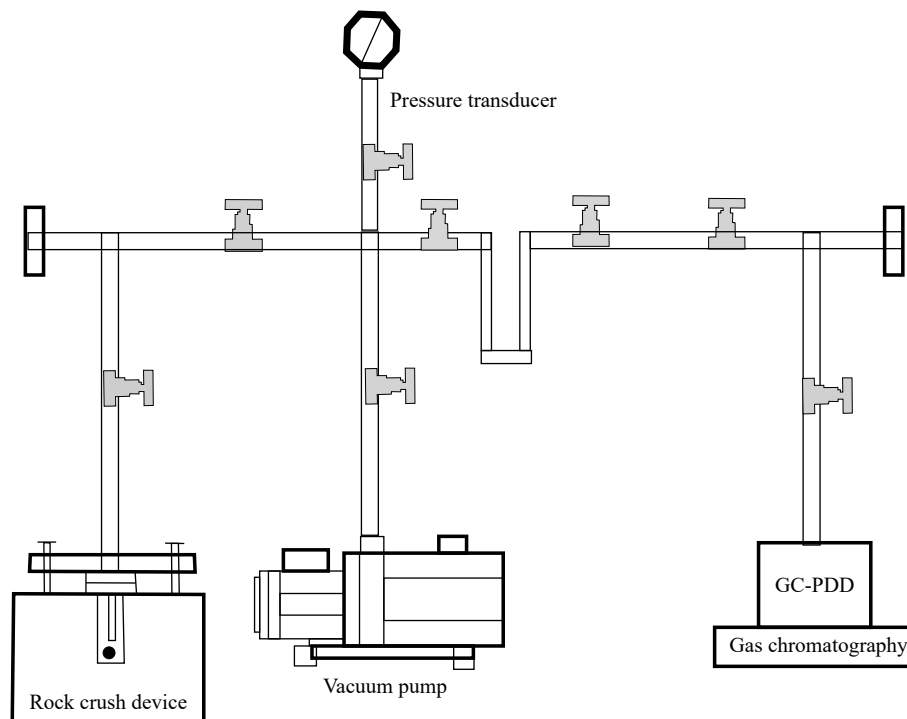 Pressure transducer
GC-PDD
Gas chromatography
Vacuum pump
Rock crush device